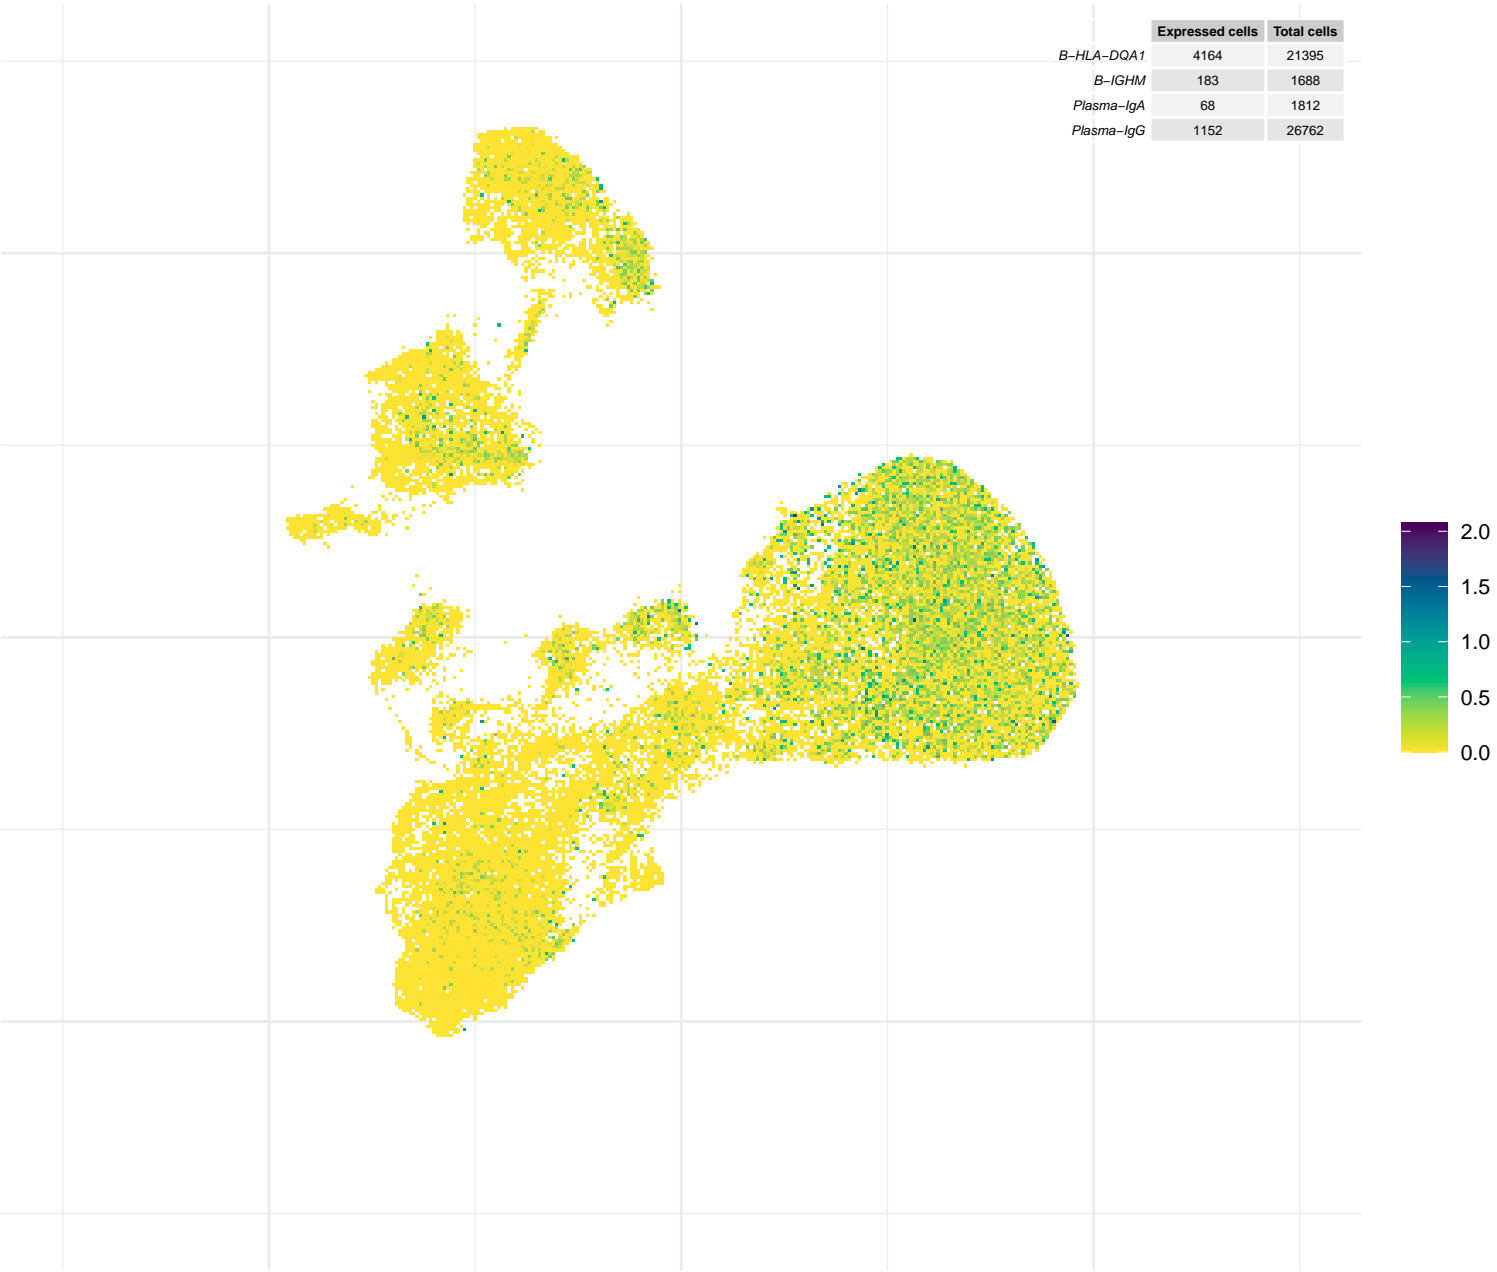 Expressed cells Total cells
B−HLA−DQA1 4164 21395
B−IGHM 183 1688
Plasma−IgA 68 1812
Plasma−IgG 1152 26762
2.0
1.5
1.0
0.5
0.0